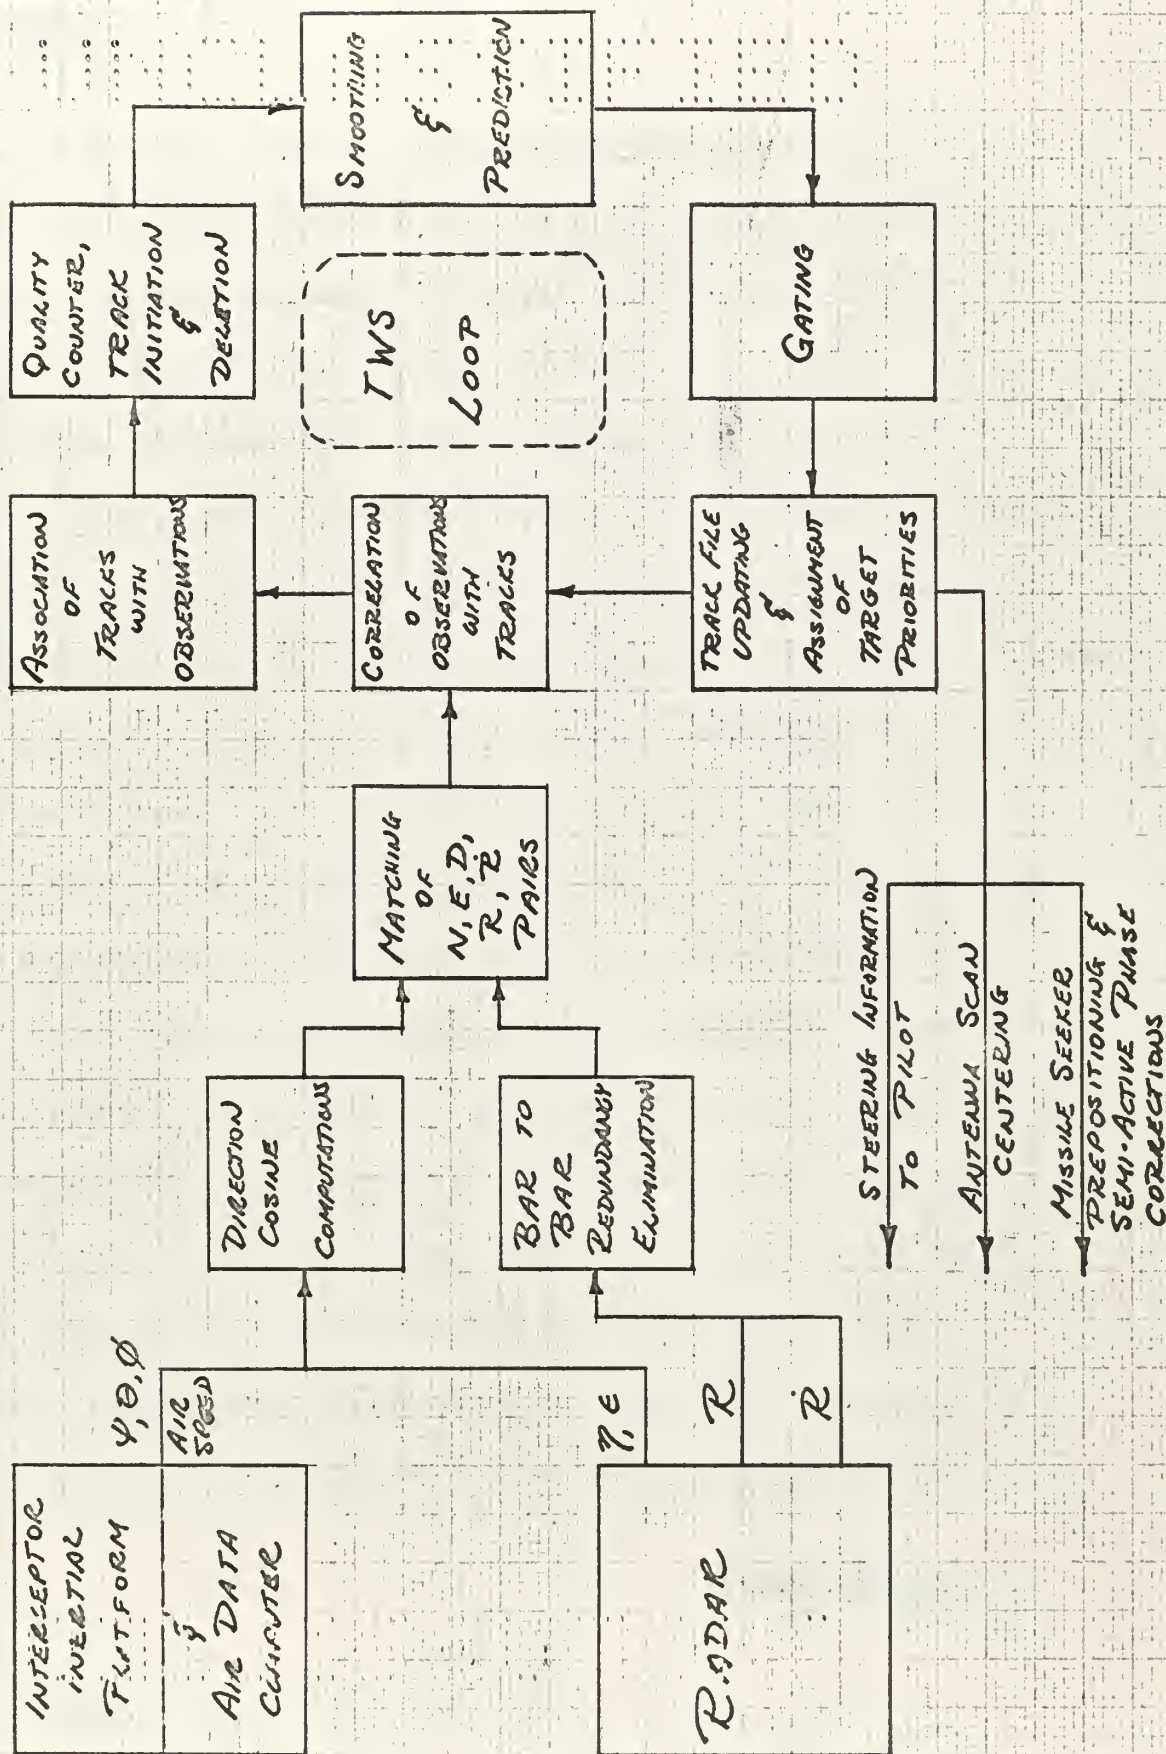 INTERSEPTOR
INERTIAL
PLATFORM
&
AIR DATA
COMPUTER
Ψ, Θ, Φ
AIR
SPEED
RADAR
η, ε
R
Ṙ
DIRECTION
COSINE
COMPUTATIONS
BAR TO
BAR
REDUNDANCY
ELIMINATION
MATCHING
OF
N, E, D,
R, Ṙ
PAIRS
ASSOCIATION
OF
TRACKS
WITH
OBSERVATIONS
CORRELATION
OF
OBSERVATIONS
WITH
TRACKS
TRACK FILE
UPDATING
&
ASSIGNMENT
OF
TARGET
PRIORITIES
QUALITY
COUNTER,
TRACK
INITIATION
&
DELETION
TWS
LOOP
SMOOTHING
&
PREDICTION
GATING
STEERING INFORMATION
TO PILOT
ANTENNA SCAN
CENTERING
MISSILE SEEKER
PREPOSITIONING &
SEMI-ACTIVE PHASE
CORRECTIONS